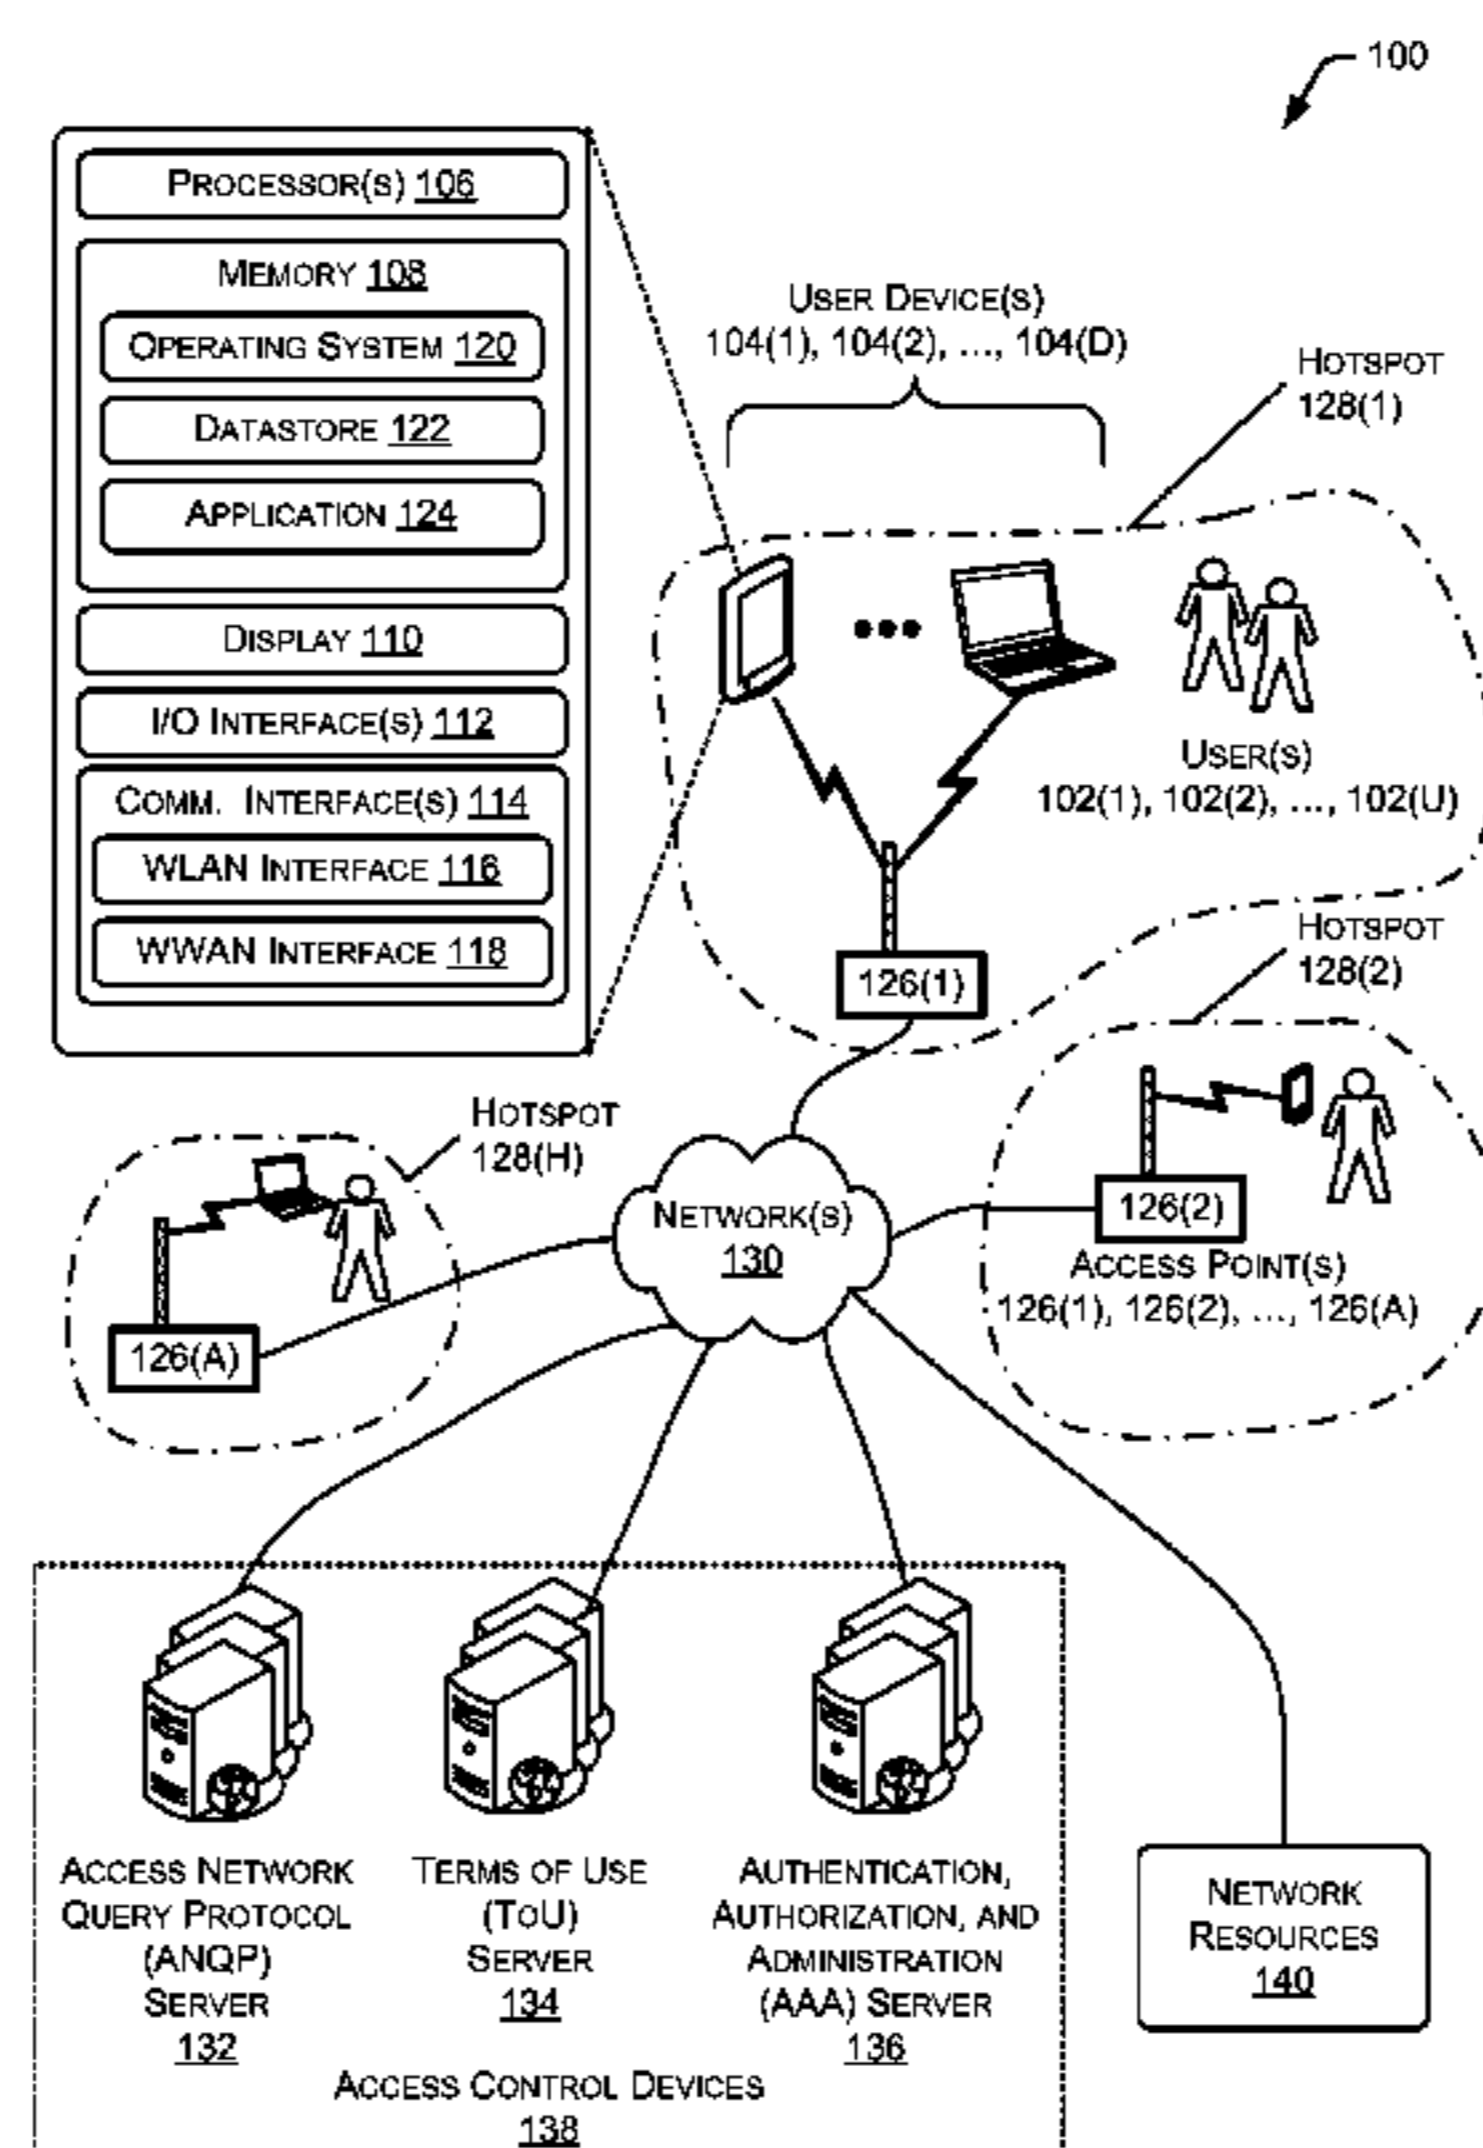 100
PROCESSOR(S) 106
MEMORY 108
OPERATING SYSTEM 120
DATASTORE 122
APPLICATION 124
DISPLAY 110
I/O INTERFACE(S) 112
COMM. INTERFACE(S) 114
WLAN INTERFACE 116
WWAN INTERFACE 118
USER DEVICE(S)
104(1), 104(2), ..., 104(D)
HOTSPOT
128(1)
USER(S)
102(1), 102(2), ..., 102(U)
126(1)
HOTSPOT
128(2)
126(2)
ACCESS POINT(S)
126(1), 126(2), ..., 126(A)
HOTSPOT
128(H)
126(A)
NETWORK(S)
130
ACCESS NETWORK
QUERY PROTOCOL
(ANQP)
SERVER
132
TERMS OF USE
(TOU)
SERVER
134
AUTHENTICATION,
AUTHORIZATION, AND
ADMINISTRATION
(AAA) SERVER
136
ACCESS CONTROL DEVICES
138
NETWORK
RESOURCES
140